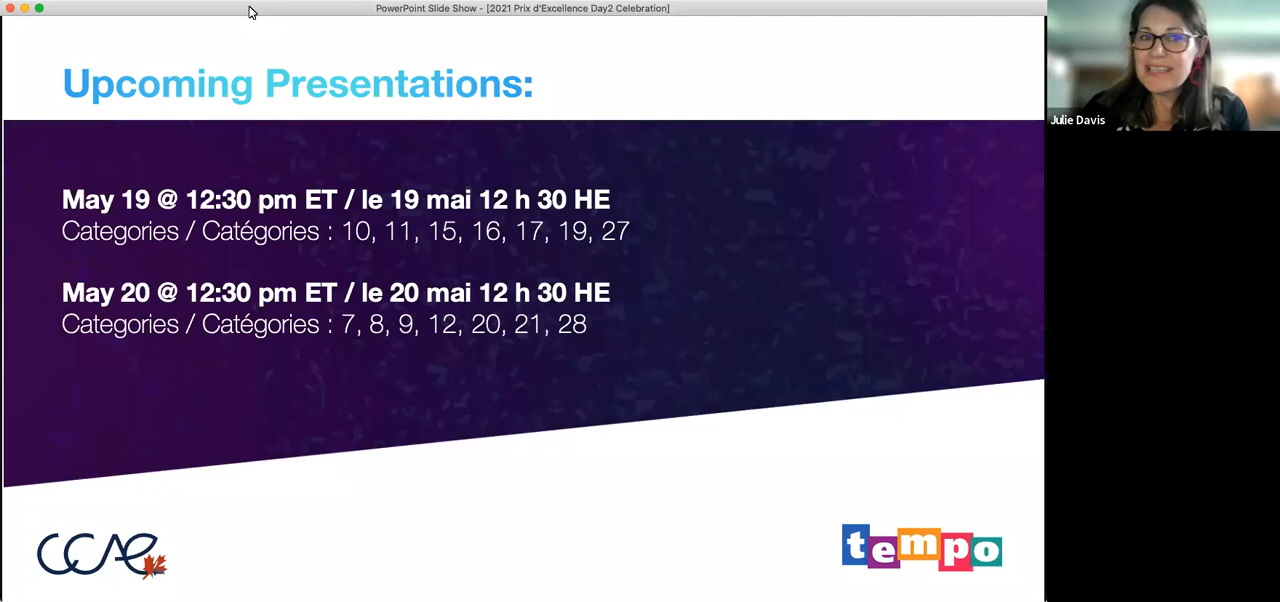 PowerPoint Slide Show - [2021 Prix d'Excellence Day2 Celebration]
Upcoming Presentations:
May 19 @ 12:30 pm ET / le 19 mai 12 h 30 HE
Categories / Catégories : 10, 11, 15, 16, 17, 19, 27
May 20 @ 12:30 pm ET / le 20 mai 12 h 30 HE
Categories / Catégories : 7, 8, 9, 12, 20, 21, 28
CCAE
tempo
Julie Davis